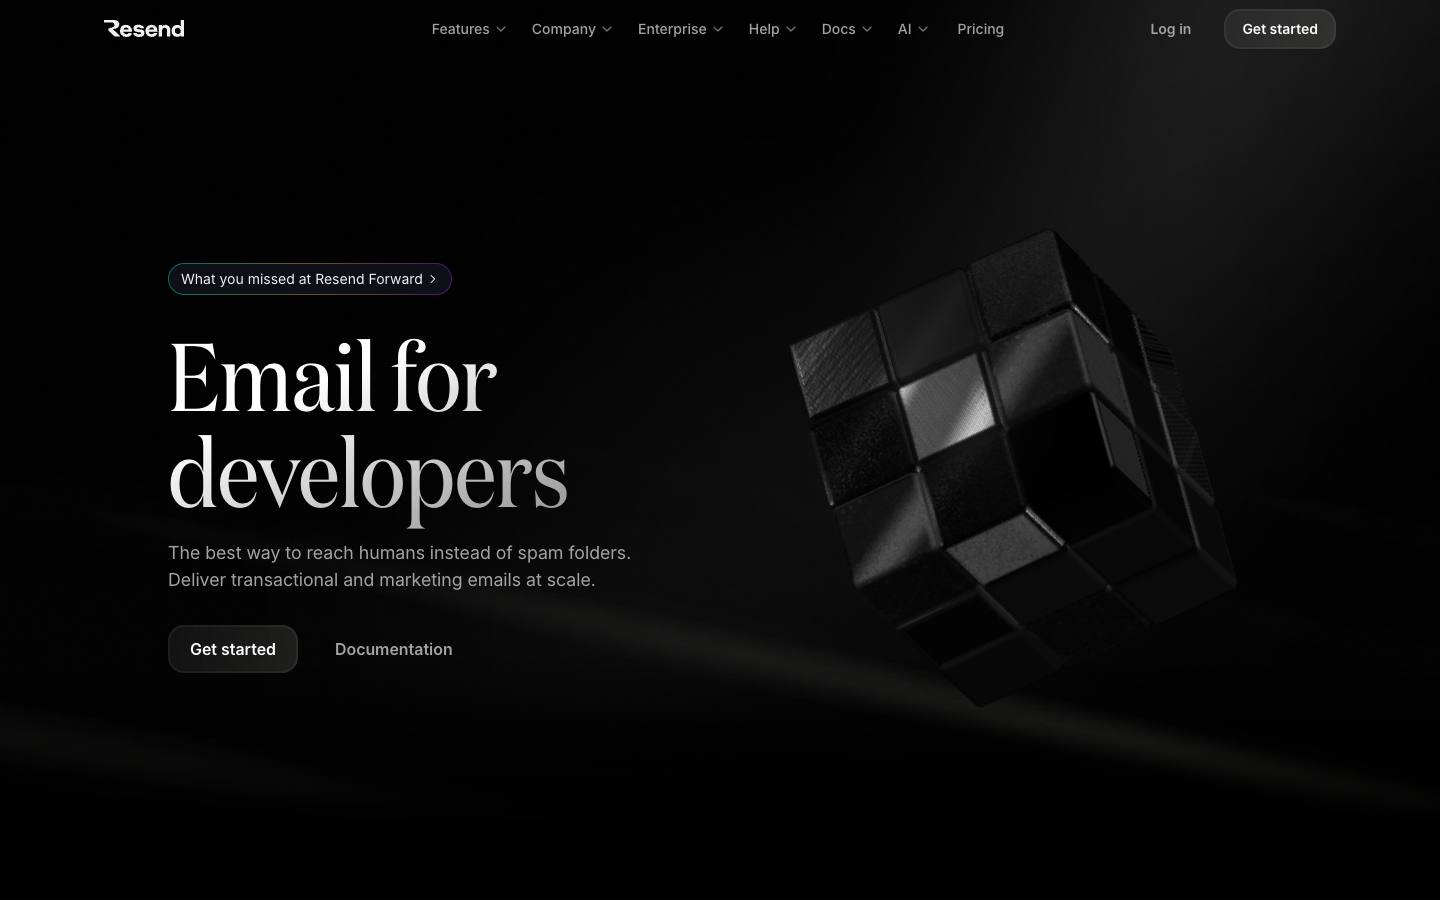 Resend
Features
Company
Enterprise
Help
Docs
AI
Pricing
Log in
Get started
What you missed at Resend Forward
Email for
developers
The best way to reach humans instead of spam folders.
Deliver transactional and marketing emails at scale.
Get started
Documentation